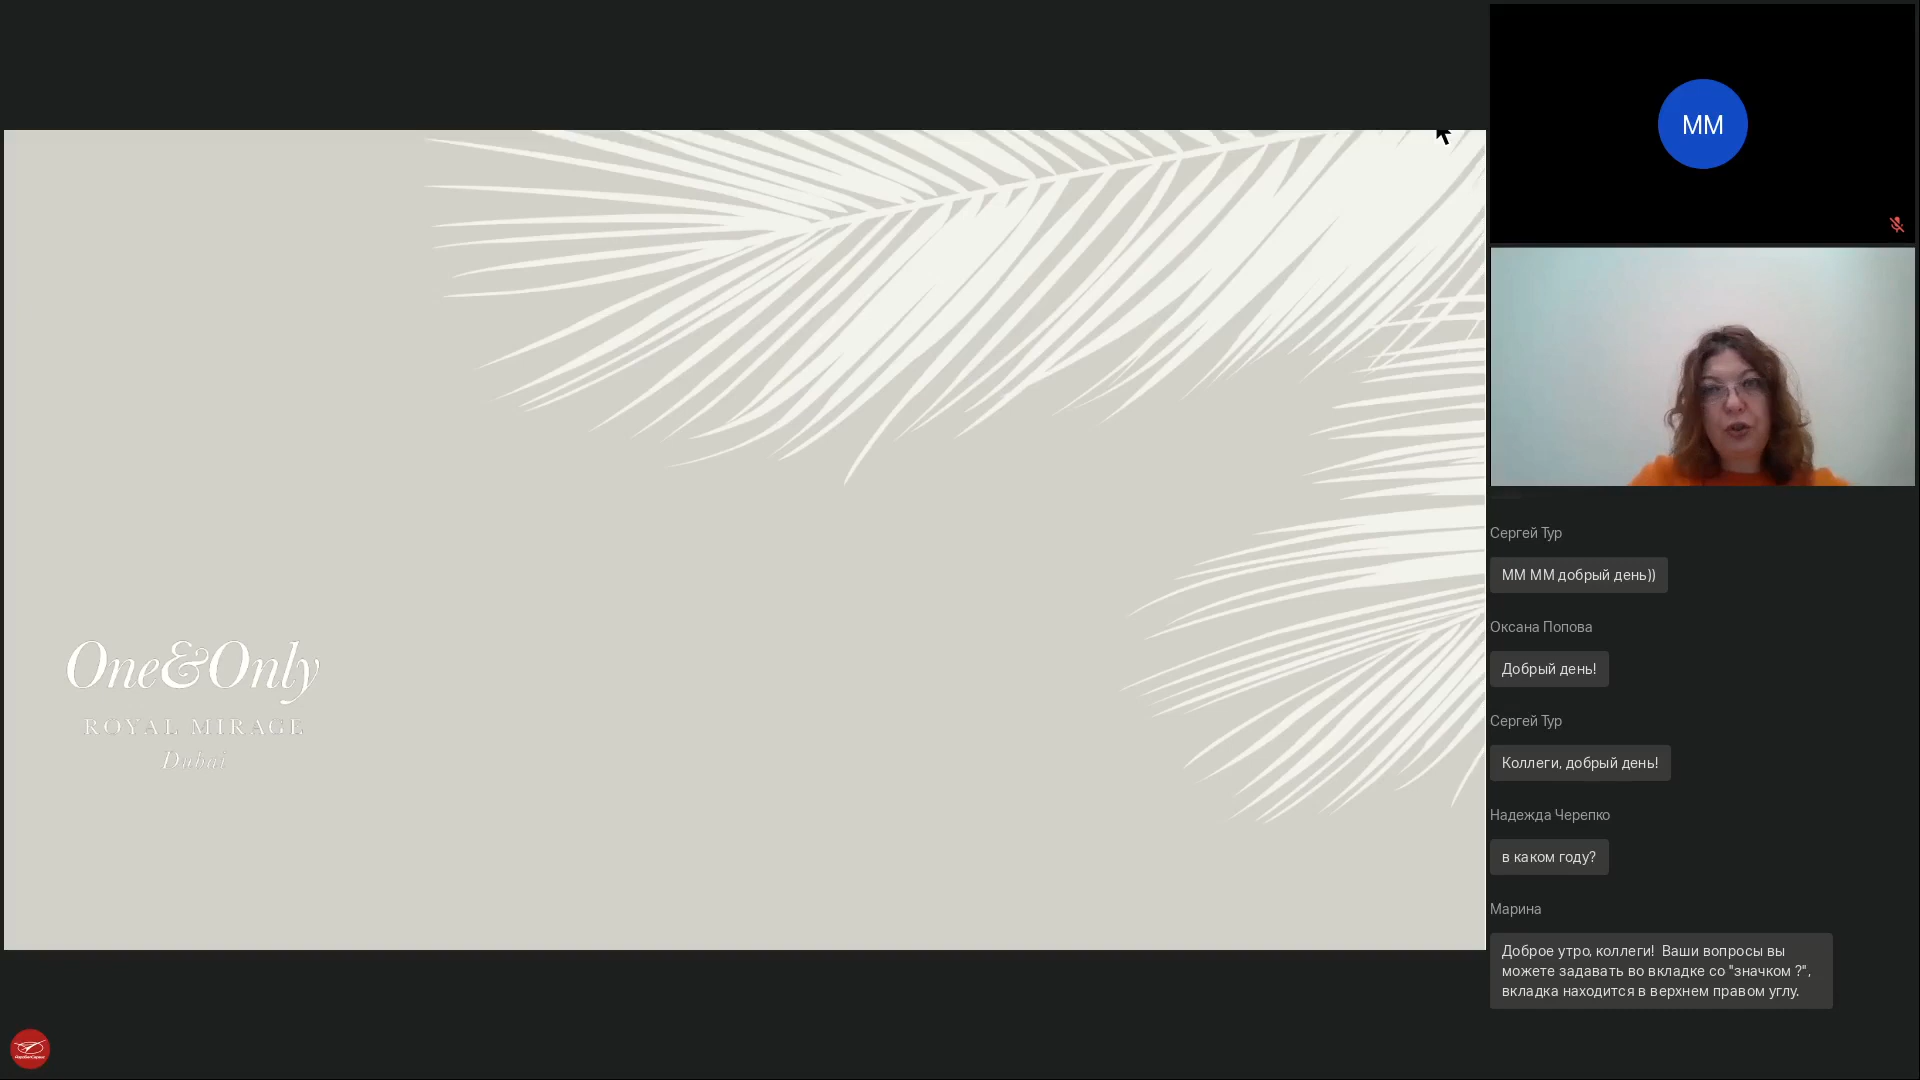 One&Only
ROYAL MIRAGE
Dubai
MM
Сергей Тур
ММ ММ добрый день))
Оксана Попова
Добрый день!
Сергей Тур
Коллеги, добрый день!
Надежда Черепко
в каком году?
Марина
Доброе утро, коллеги! Ваши вопросы вы
можете задавать во вкладке со "значком ?",
вкладка находится в верхнем правом углу.